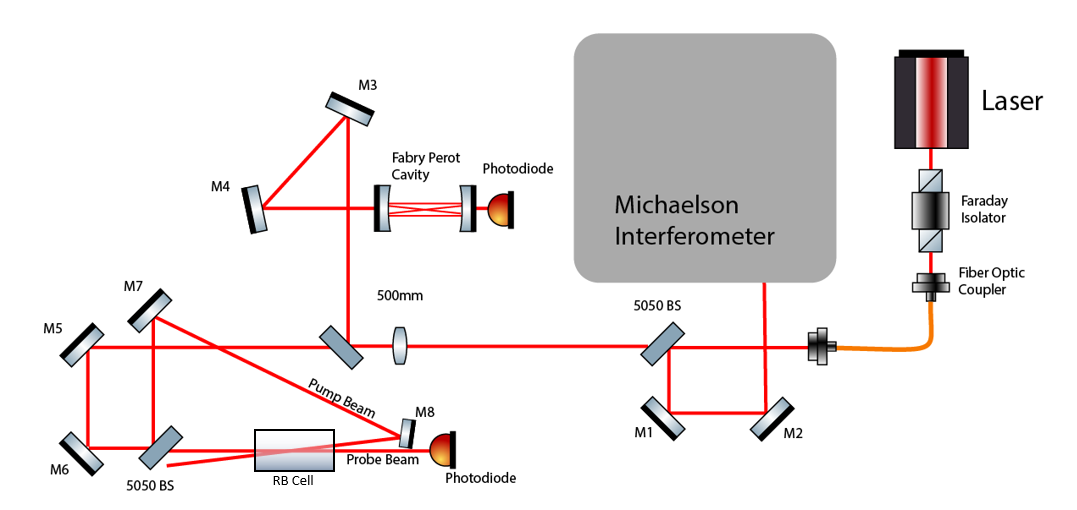 M3
Laser
Fabry Perot
Cavity
Photodiode
M4
Faraday
Isolator
Michaelson
Interferometer
Fiber Optic
Coupler
M7
500mm
5050 BS
M5
Pump Beam
M8
M1
M2
M6
Probe Beam
5050 BS
RB Cell
Photodiode